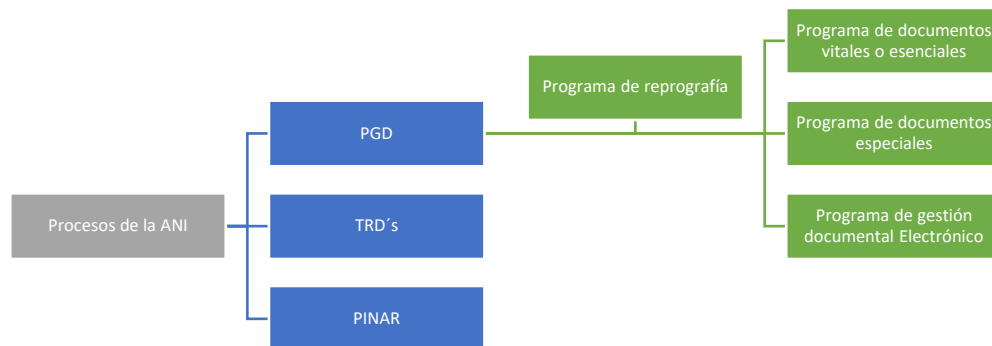 Procesos de la ANI
PGD
TRD´s
PINAR
Programa de reprografía
Programa de documentos
vitales o esenciales
Programa de documentos
especiales
Programa de gestión
documental Electrónico